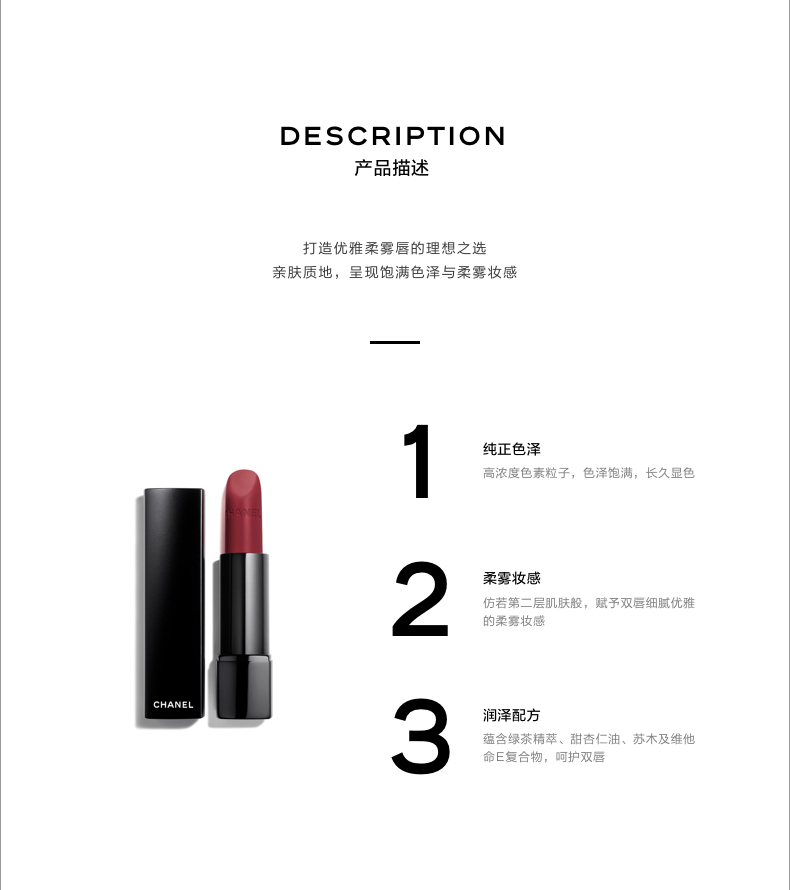 DESCRIPTION
产品描述
打造优雅柔雾唇的理想之选
亲肤质地，呈现饱满色泽与柔雾妆感
1
纯正色泽
高浓度色素粒子，色泽饱满，长久显色
2
柔雾妆感
仿若第二层肌肤般，赋予双唇细腻优雅
的柔雾妆感
3
润泽配方
蕴含绿茶精萃、甜杏仁油、苏木及维他
命E复合物，呵护双唇
CHANEL
CHANEL